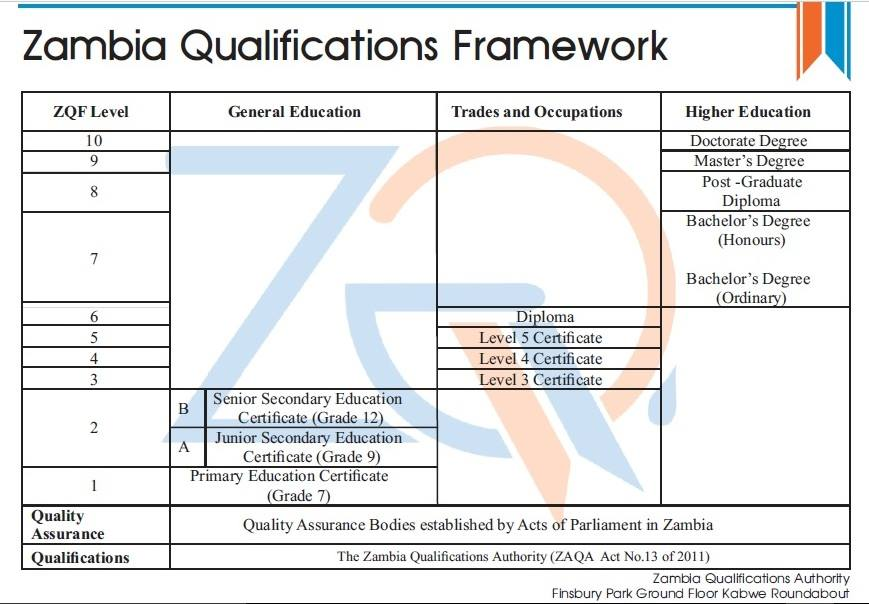 Zambia Qualifications Framework
ZQF Level General Education Trades and Occupations Higher Education
10 Doctorate Degree
9 Master's Degree
8 Post -Graduate
Diploma
7 Bachelor's Degree
(Honours)
Bachelor's Degree
(Ordinary)
6 Diploma
5 Level 5 Certificate
4 Level 4 Certificate
3 Level 3 Certificate
2 B Senior Secondary Education
Certificate (Grade 12)
A Junior Secondary Education
Certificate (Grade 9)
1 Primary Education Certificate
(Grade 7)
Quality
Assurance
Quality Assurance Bodies established by Acts of Parliament in Zambia
Qualifications The Zambia Qualifications Authority (ZAQA Act No.13 of 2011)
Zambia Qualifications Authority
Finsbury Park Ground Floor Kabwe Roundabout